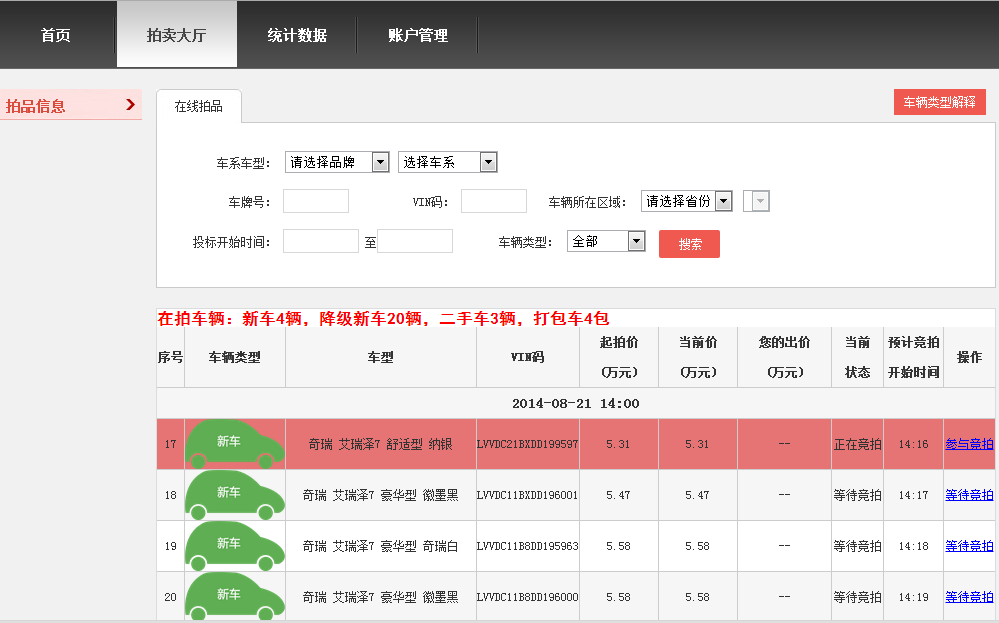 首页 拍卖大厅 统计数据 账户管理
拍品信息
在线拍品
车辆类型解释
车系车型： 请选择品牌 选择车系
车牌号： VIN码： 车辆所在区域： 请选择省份
投标开始时间： 至 车辆类型： 全部 搜索
在拍车辆：新车4辆，降级新车20辆，二手车3辆，打包车4包
序号 车辆类型 车型 VIN码 起拍价（万元） 当前价（万元） 您的出价（万元） 当前状态 预计竞拍开始时间 操作
2014-08-21 14:00
17 新车 奇瑞 艾瑞泽7 舒适型 纳银 LVVDC21BXDD199597 5.31 5.31 -- 正在竞拍 14:16 参与竞拍
18 新车 奇瑞 艾瑞泽7 豪华型 徽墨黑 LVVDC11BXDD196001 5.47 5.47 -- 等待竞拍 14:17 等待竞拍
19 新车 奇瑞 艾瑞泽7 豪华型 奇瑞白 LVVDC11B8DD195963 5.58 5.58 -- 等待竞拍 14:18 等待竞拍
20 新车 奇瑞 艾瑞泽7 豪华型 徽墨黑 LVVDC11B8DD196000 5.58 5.58 -- 等待竞拍 14:19 等待竞拍